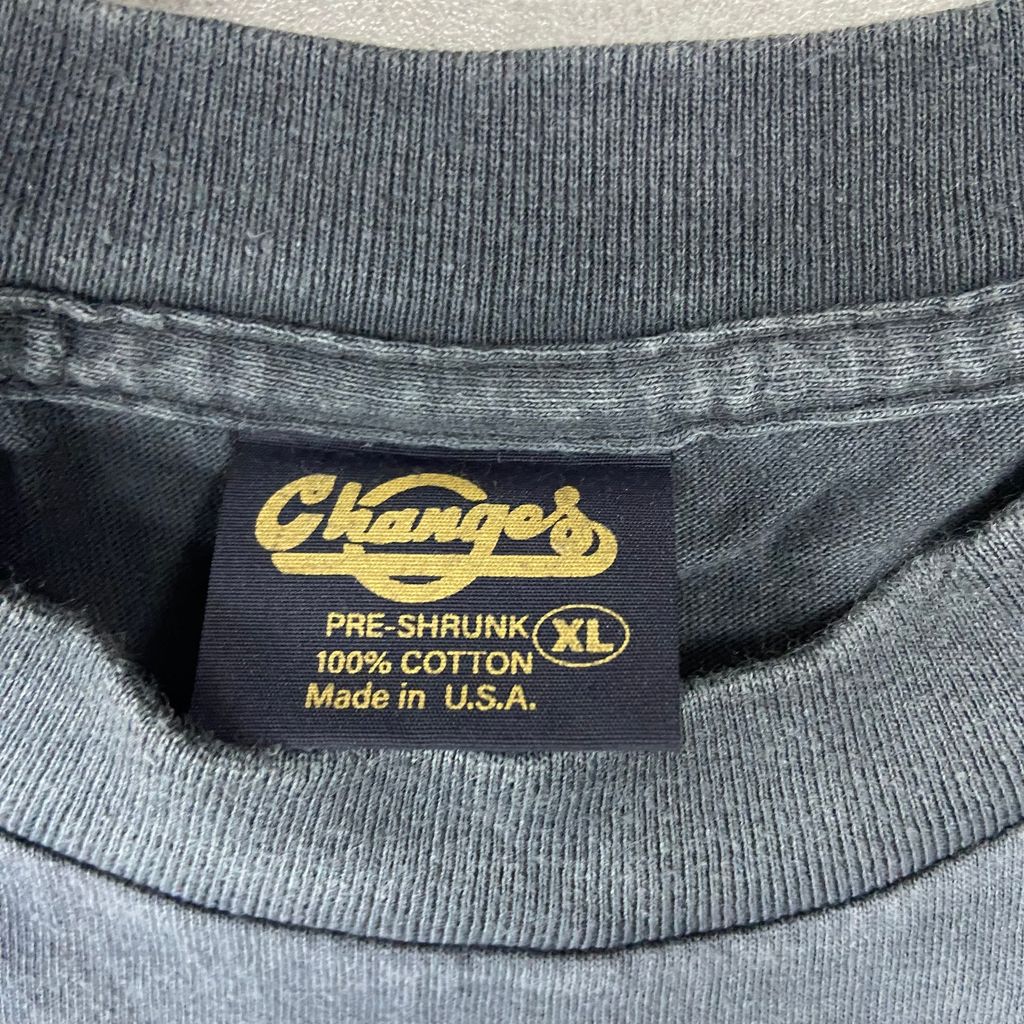 Changes
PRE-SHRUNK XL
100% COTTON
Made in U.S.A.